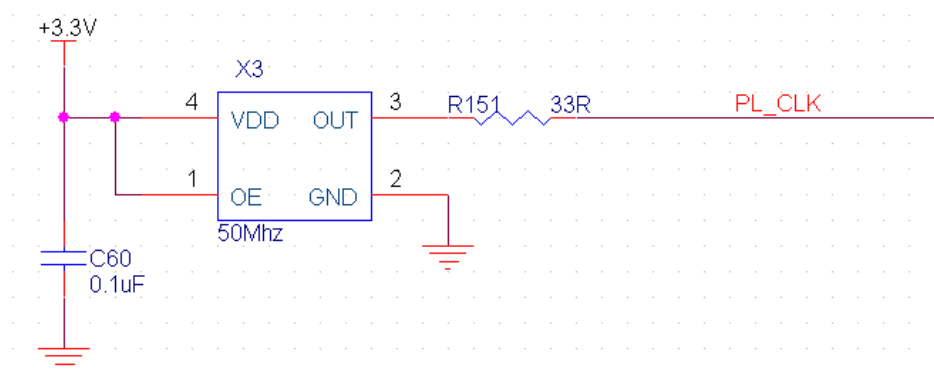 +3.3V
X3
4
VDD
OUT
3
R151
33R
PL_CLK
1
OE
GND
2
50Mhz
C60
0.1uF